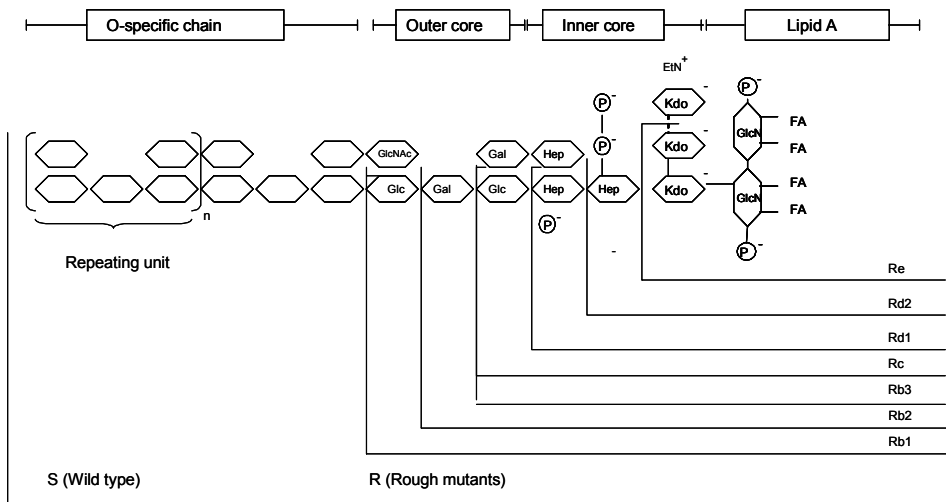 O-specific chain
Outer core
Inner core
Lipid A
EtN+
P-
Kdo-
P-
FA
GlcN
P-
Kdo-
FA
GlcNAc
Gal
Hep
Glc
Gal
Glc
Hep
Hep
Kdo-
GlcN
FA
FA
n
P-
P-
-
Repeating unit
Re
Rd2
Rd1
Rc
Rb3
Rb2
Rb1
S (Wild type)
R (Rough mutants)